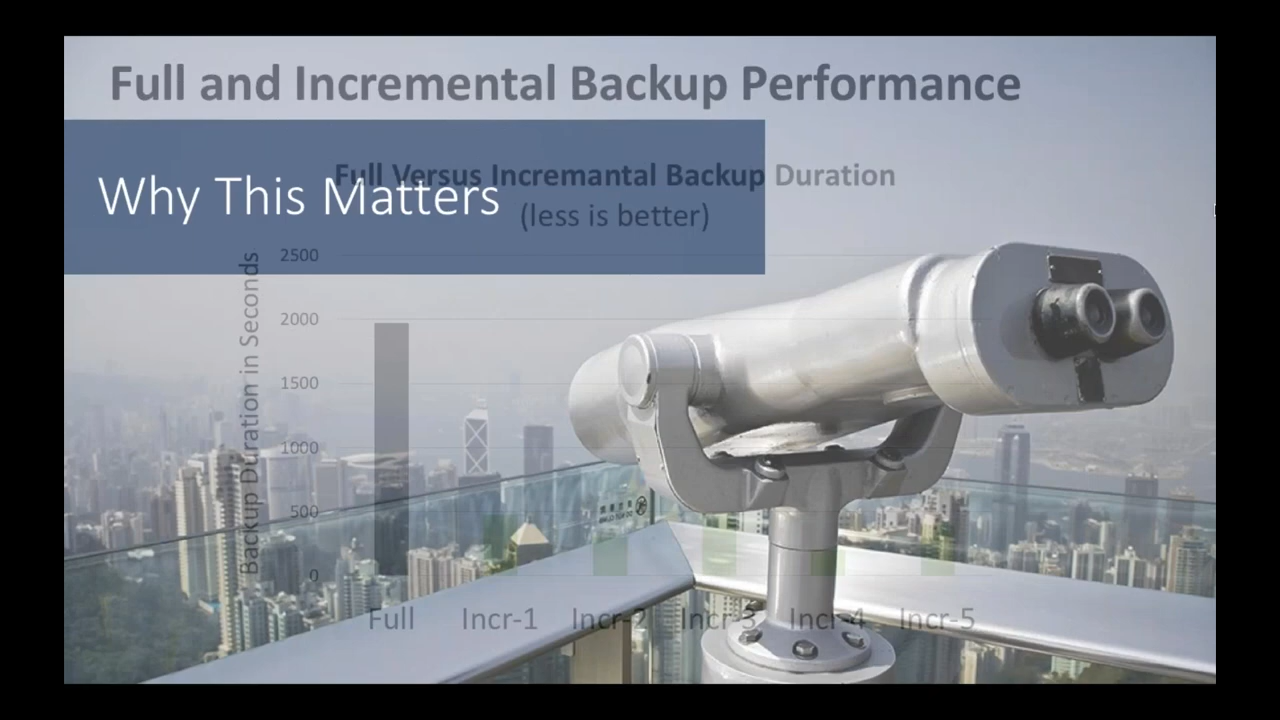 Full and Incremental Backup Performance
Why This Matters
Full Versus Incremantal Backup Duration
(less is better)
Backup Duration in Seconds
2500
2000
1500
1000
500
0
Full
Incr-1
Incr-2
Incr-3
Incr-4
Incr-5